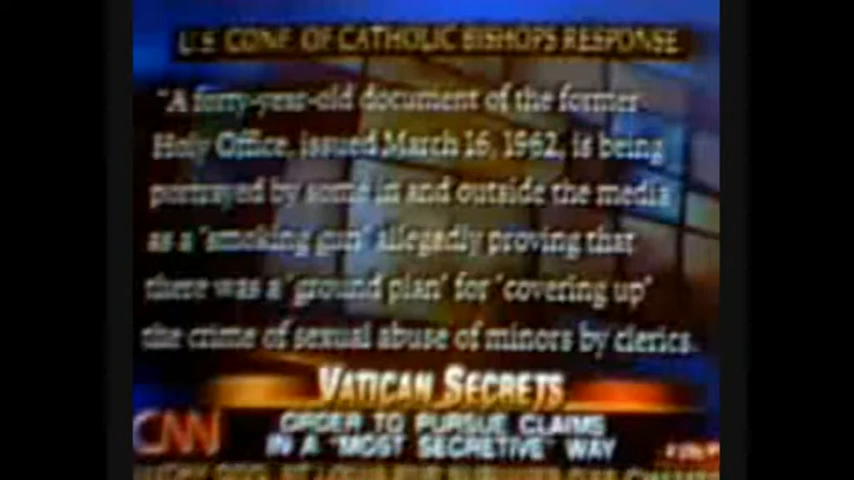 U.S. CONF. OF CATHOLIC BISHOPS RESPONSE
"A forty-year-old document of the former
Holy Office, issued March 16, 1962, is being
portrayed by some in and outside the media
as a 'smoking gun' allegedly proving that
there was a 'ground plan' for 'covering up'
the crime of sexual abuse of minors by clerics.
VATICAN SECRETS
CNN
ORDER TO PURSUE CLAIMS
IN A "MOST SECRETIVE" WAY